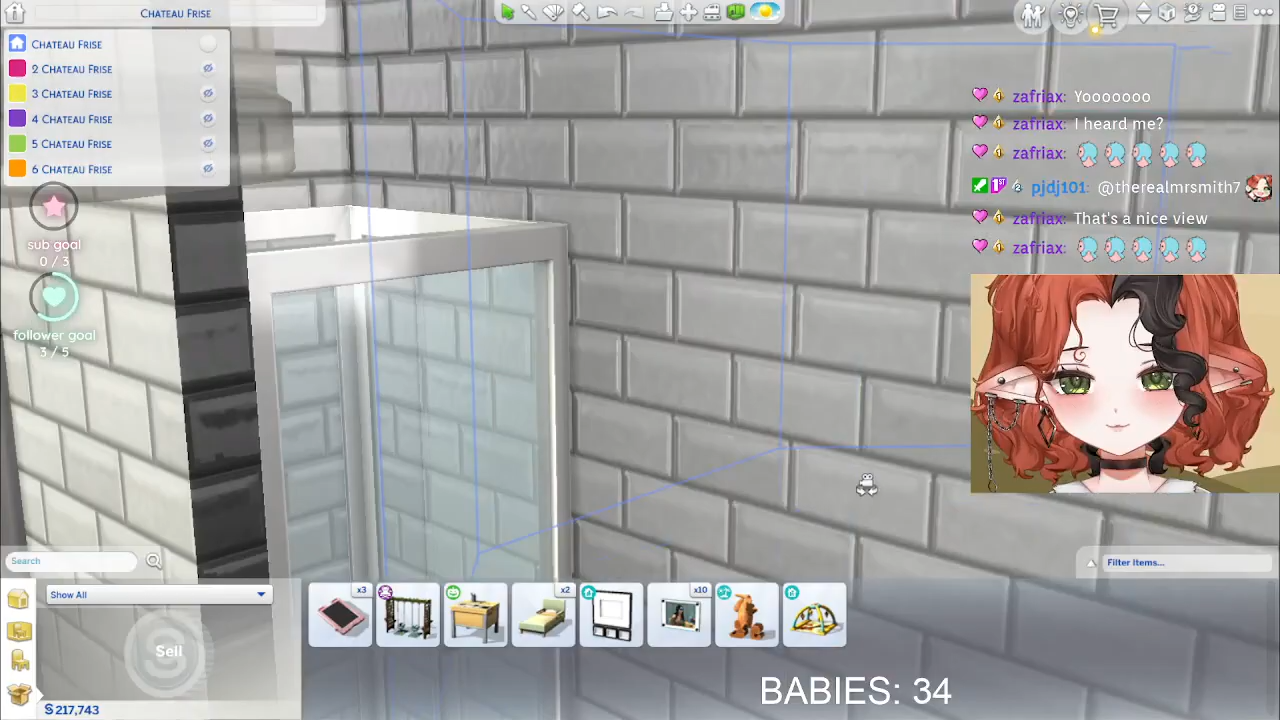 CHATEAU FRISE
CHATEAU FRISE
2 CHATEAU FRISE
3 CHATEAU FRISE
4 CHATEAU FRISE
5 CHATEAU FRISE
6 CHATEAU FRISE
sub goal
0 / 3
follower goal
3 / 5
zafriax: Yooooooo
zafriax: I heard me?
zafriax:
1ST 2 pjdj101: @therealmrsmith7
zafriax: That's a nice view
zafriax:
Search
Filter Items...
Show All
x3
x2
x10
Sell
S
§217,743
BABIES: 34